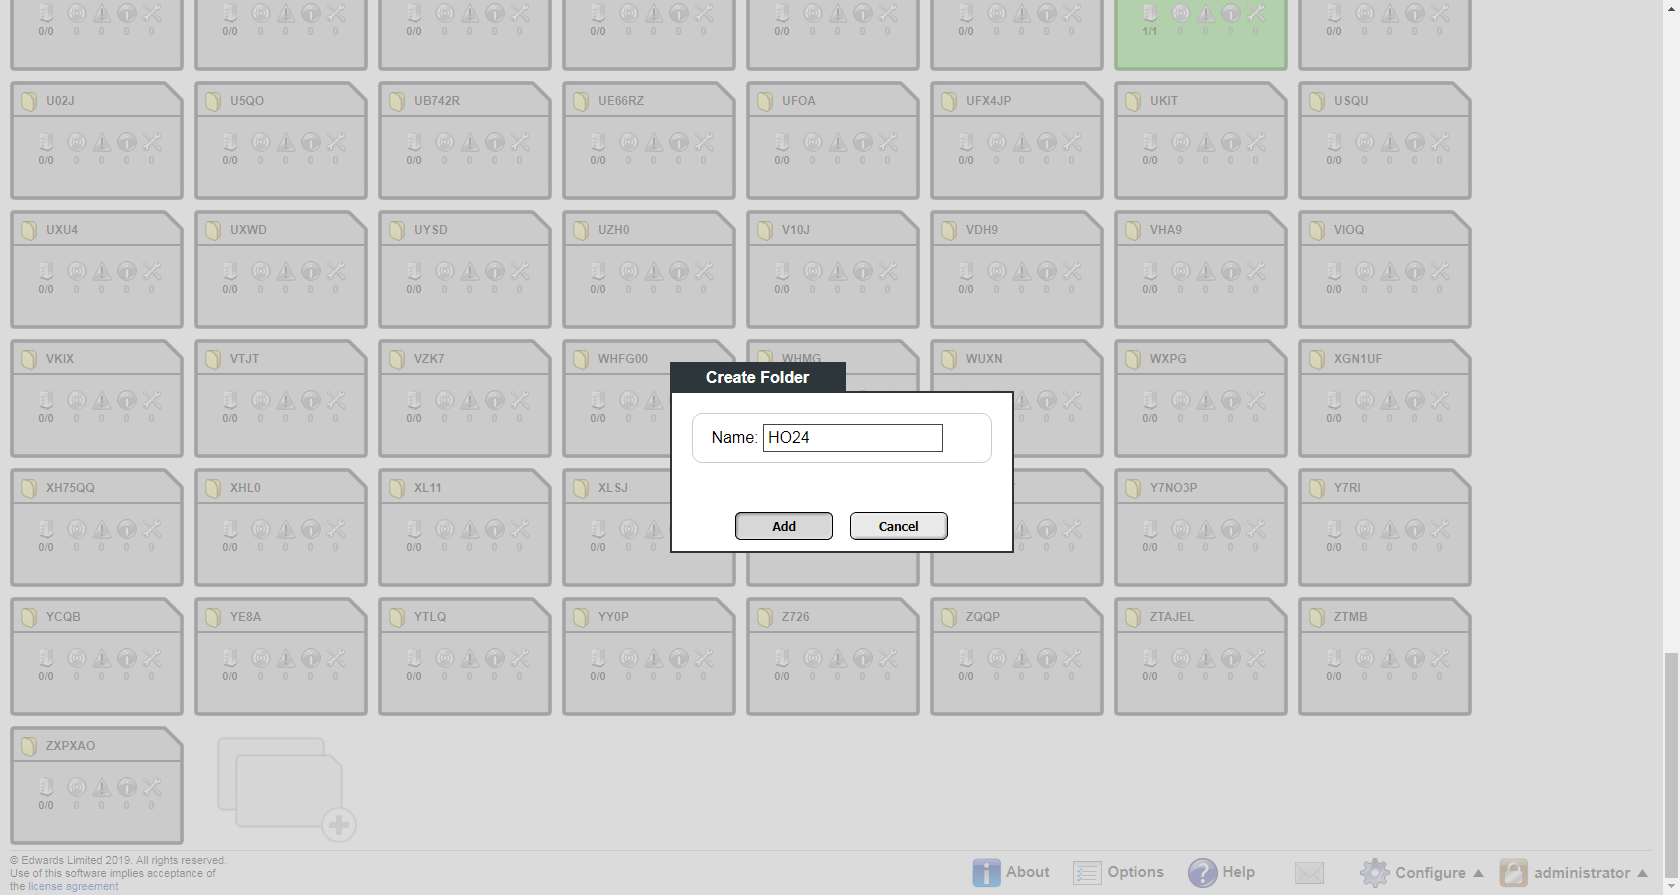 0/0 0 0 0 0 0/0 0 0 0 0 0/0 0 0 0 0 0/0 0 0 0 0 0/0 0 0 0 0 0/0 0 0 0 0 1/1 0 0 0 0 0/0 0 0 0 0
U02J U5QO UB742R UE66RZ UFOA UFX4JP UKIT USQU
0/0 0 0 0 0 0/0 0 0 0 0 0/0 0 0 0 0 0/0 0 0 0 0 0/0 0 0 0 0 0/0 0 0 0 0 0/0 0 0 0 0 0/0 0 0 0 0
UXU4 UXWD UYSD UZH0 V10J VDH9 VHA9 VIOQ
0/0 0 0 0 0 0/0 0 0 0 0 0/0 0 0 0 0 0/0 0 0 0 0 0/0 0 0 0 0 0/0 0 0 0 0 0/0 0 0 0 0 0/0 0 0 0 0
VKIX VTJT VZK7 WHFG00 WHMG WUXN WXPG XGN1UF
Create Folder
0/0 0 0 0 0 0/0 0 0 0 0 0/0 0 0 0 0 0/0 0 0 0 0 0/0 0 0 0 0 0/0 0 0 0 0
Name: HO24
XH75QQ XHL0 XL11 XLSJ Y7NO3P Y7RI
Add Cancel
0/0 0 0 0 0 0/0 0 0 0 0 0/0 0 0 0 0 0/0 0 0 0 0 0/0 0 0 0 0 0/0 0 0 0 0
YCQB YE8A YTLQ YY0P Z726 ZQQP ZTAJEL ZTMB
0/0 0 0 0 0 0/0 0 0 0 0 0/0 0 0 0 0 0/0 0 0 0 0 0/0 0 0 0 0 0/0 0 0 0 0 0/0 0 0 0 0 0/0 0 0 0 0
ZXPXAO
0/0 0 0 0 0
© Edwards Limited 2019. All rights reserved.
Use of this software implies acceptance of
the license agreement
About Options Help Configure administrator